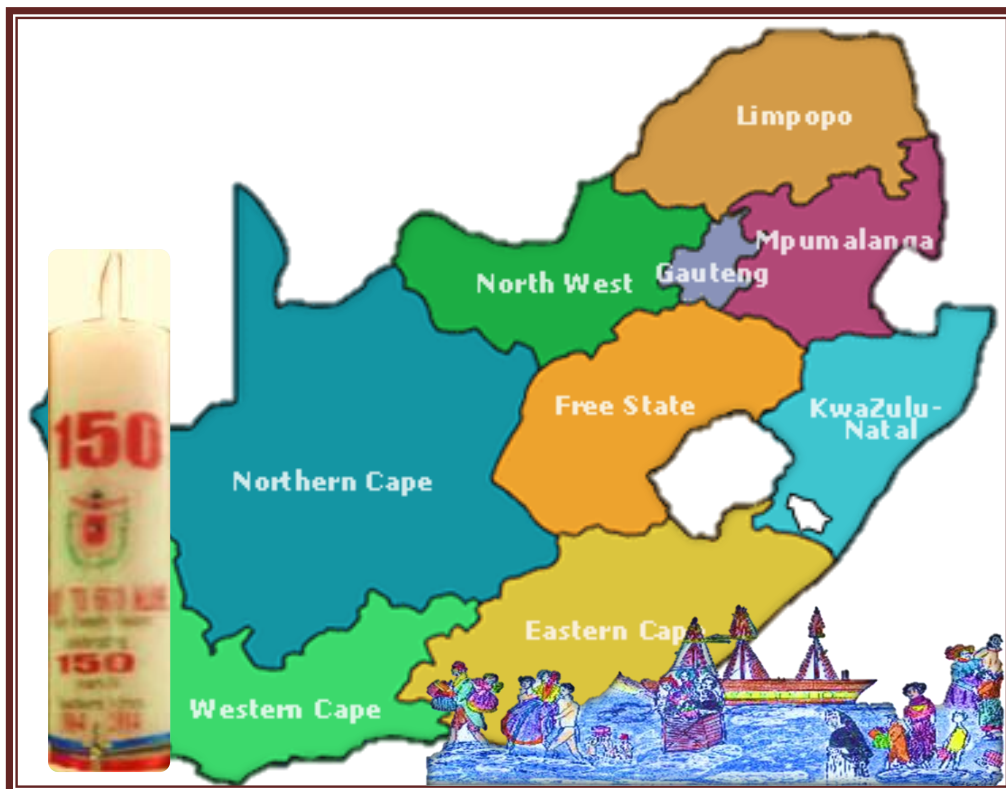 Limpopo
Mpumalanga
Gauteng
North West
Free State
KwaZulu-
Natal
Northern Cape
Eastern Cape
Western Cape
150
150